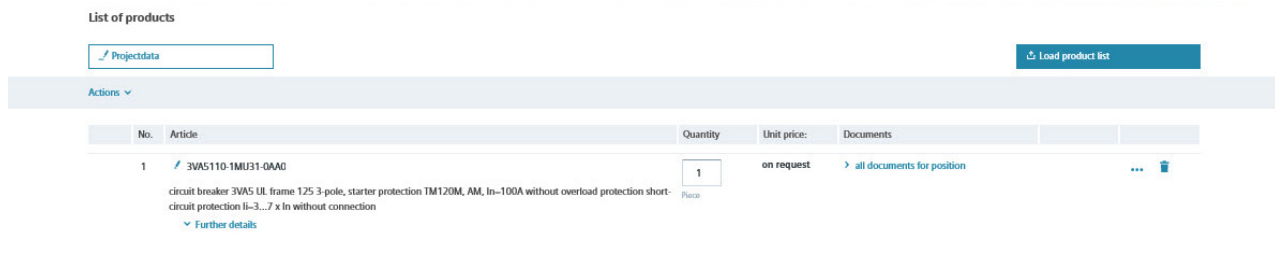 List of products
Projectdata
Load product list
Actions
No. Article Quantity Unit price: Documents
1 3VA5110-1MU31-0AA0 1 on request all documents for position
circuit breaker 3VA5 UL frame 125 3-pole, starter protection TM120M, AM, In=100A without overload protection short- Piece
circuit protection Ii=3...7 x In without connection
Further details